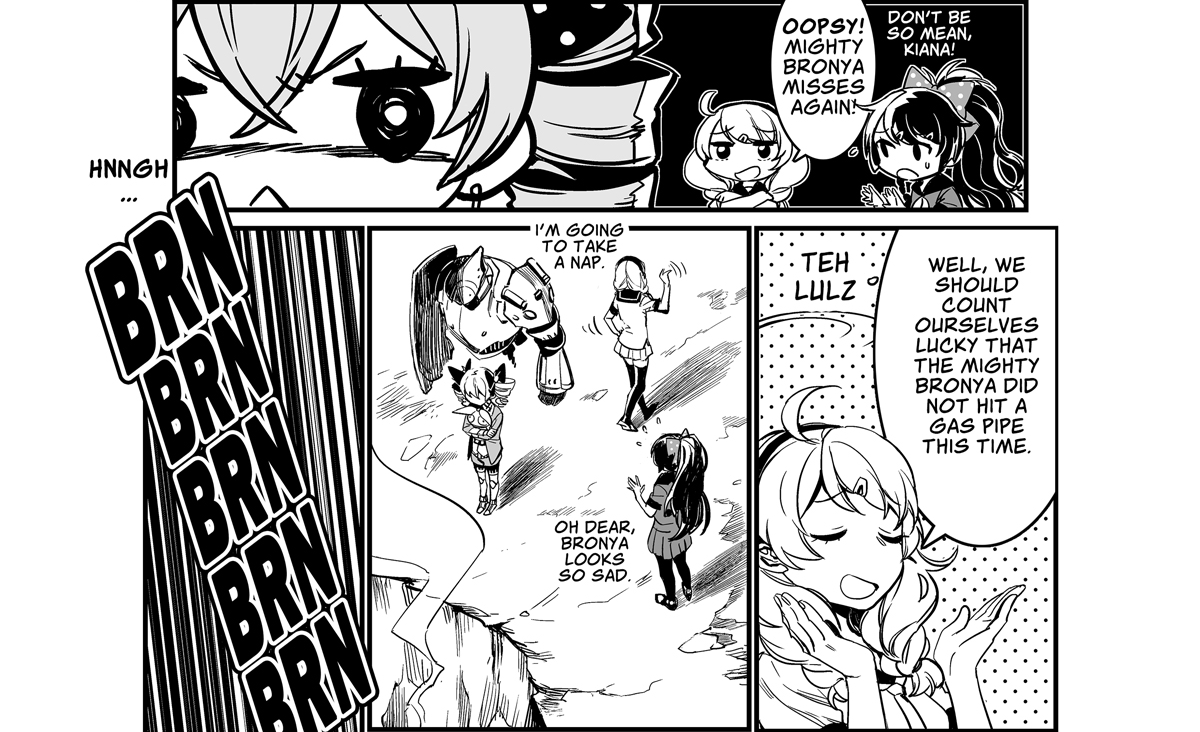 OOPSY!
MIGHTY
BRONYA
MISSES
AGAIN!
DON'T BE
SO MEAN,
KIANA!
HNNGH
...
WELL, WE
SHOULD
COUNT
OURSELVES
LUCKY THAT
THE MIGHTY
BRONYA DID
NOT HIT A
GAS PIPE
THIS TIME.
TEH
LULZ
I'M GOING
TO TAKE
A NAP.
OH DEAR,
BRONYA
LOOKS
SO SAD.
BRN
BRN
BRN
BRN
BRN